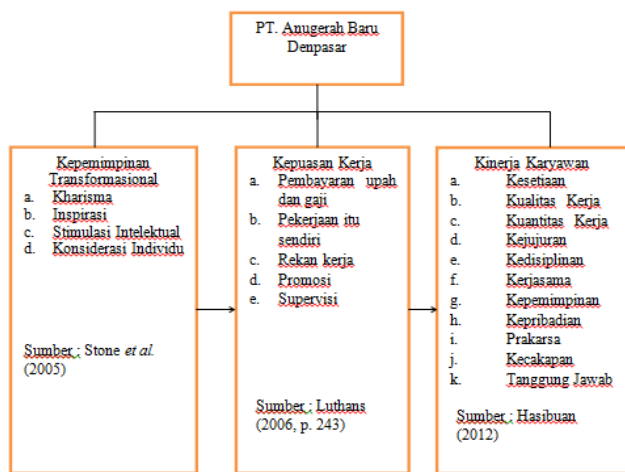 PT. Anugerah Baru
Denpasar
Kepemimpinan
Transformasional
a. Kharisma
b. Inspirasi
c. Stimulasi Intelektual
d. Konsiderasi Individu
Sumber : Stone et al.
(2005)
Kepuasan Kerja
a. Pembayaran upah
dan gaji
b. Pekerjaan itu
sendiri
c. Rekan kerja
d. Promosi
e. Supervisi
Sumber : Luthans
(2006, p. 243)
Kinerja Karyawan
a. Kesetiaan
b. Kualitas Kerja
c. Kuantitas Kerja
d. Kejujuran
e. Kedisiplinan
f. Kerjasama
g. Kepemimpinan
h. Kepribadian
i. Prakarsa
j. Kecakapan
k. Tanggung Jawab
Sumber : Hasibuan
(2012)